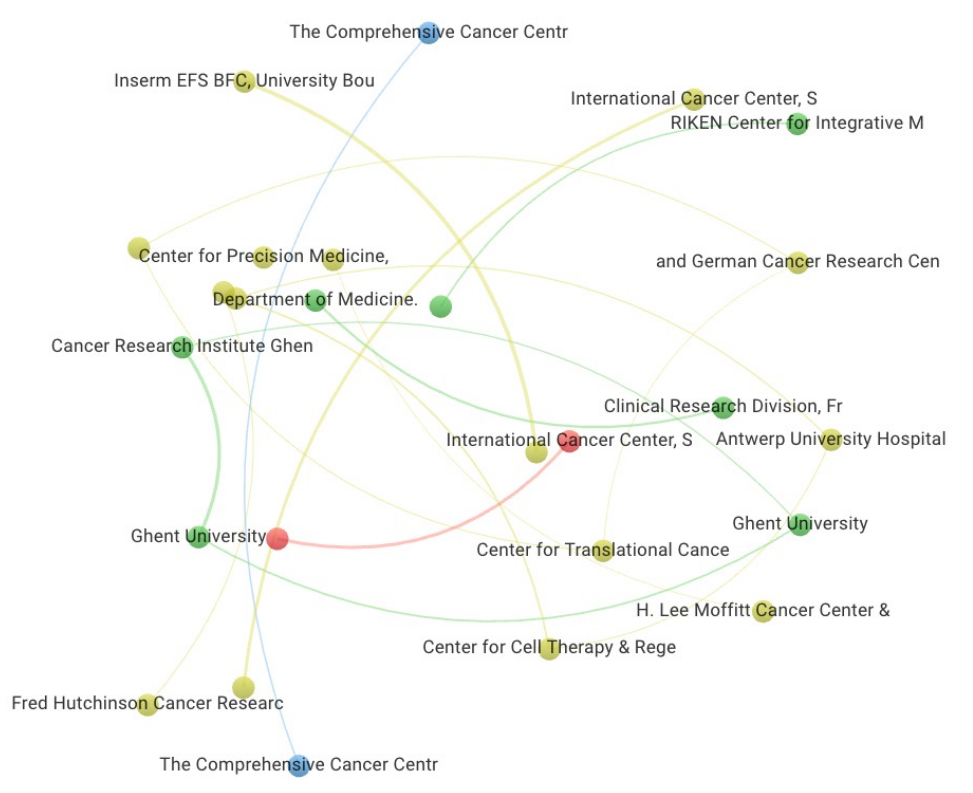 The Comprehensive Cancer Centr
Inserm EFS BFC, University Bou
International Cancer Center, S
RIKEN Center for Integrative M
Center for Precision Medicine,
and German Cancer Research Cen
Department of Medicine.
Cancer Research Institute Ghen
Clinical Research Division, Fr
International Cancer Center, S
Antwerp University Hospital
Ghent University
Ghent University
Center for Translational Cance
H. Lee Moffitt Cancer Center &
Center for Cell Therapy & Rege
Fred Hutchinson Cancer Researc
The Comprehensive Cancer Centr